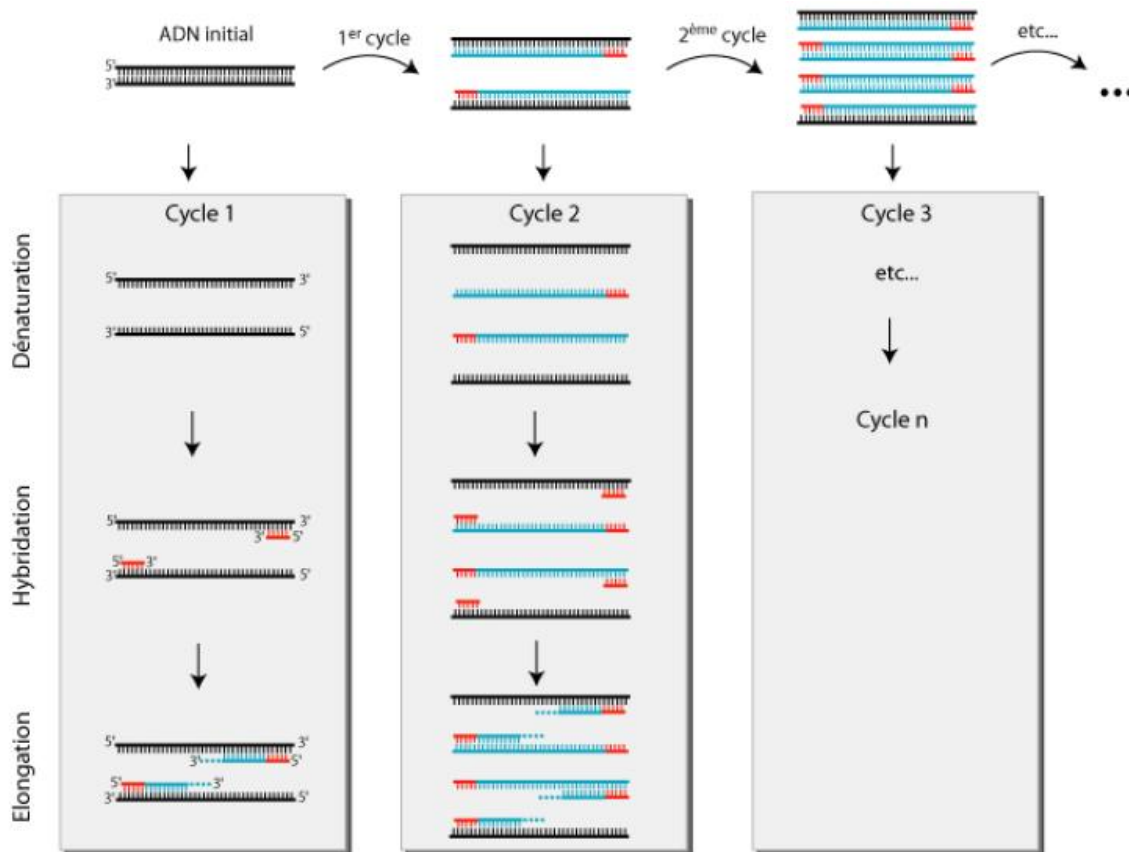 ADN initial
1er cycle
2ème cycle
etc...
5'
3'
Dénaturation
Hybridation
Elongation
Cycle 1
5' 3'
3' 5'
5' 3'
3' 5'
5' 3'
3' 5'
5' 3'
3' 5'
5' 3'
3' 5'
Cycle 2
Cycle 3
etc...
Cycle n